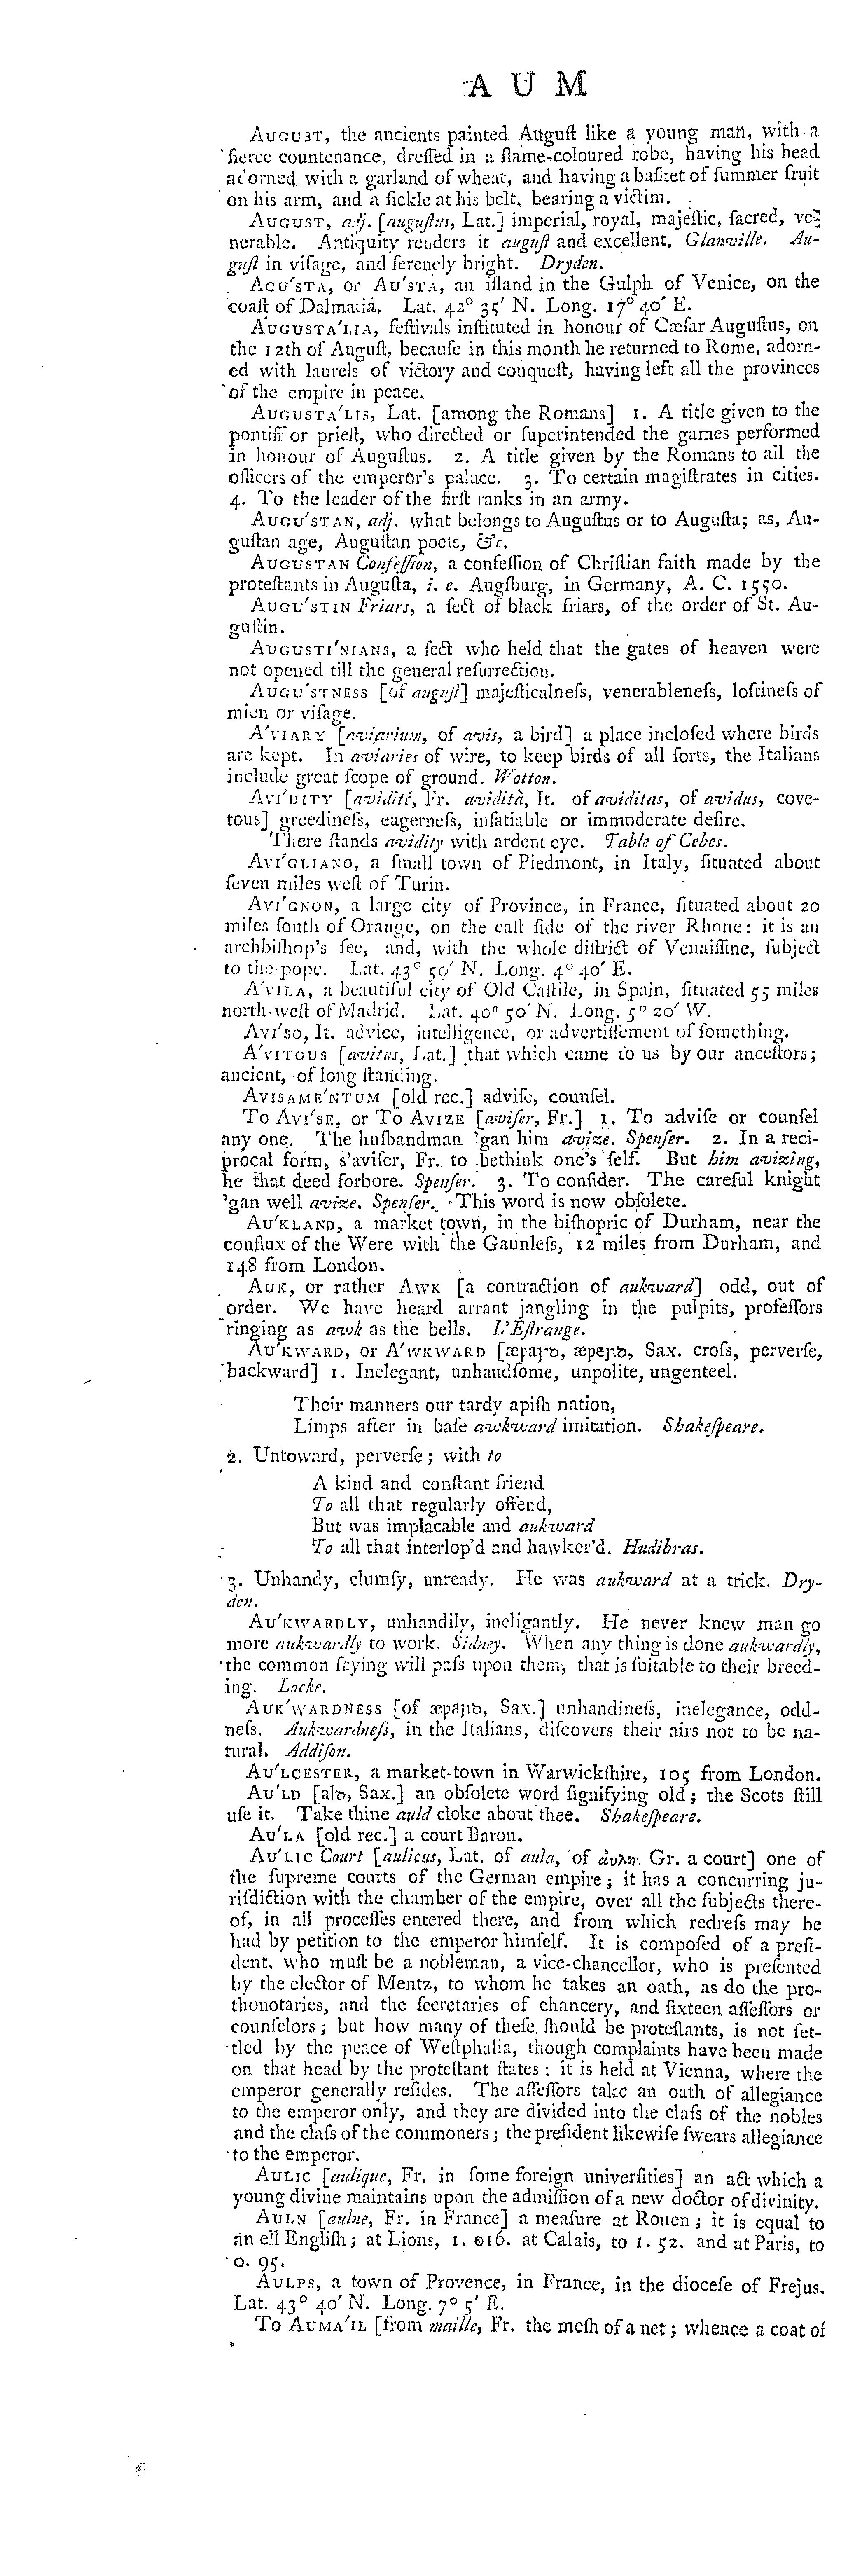 A U M
AUGUST, the ancients painted Auguſt like a young man, with a
fierce countenance, dreſſed in a flame-coloured robe, having his head
adorned with a garland of wheat, and having a baſket of ſummer fruit
on his arm, and a ſickle at his belt, bearing a victim.
AUGUST, adj. [auguſtus, Lat.] imperial, royal, majeſtic, ſacred, ve-
nerable. Antiquity renders it auguſt and excellent. Glanville. Au-
guſt in viſage, and ſerenely bright. Dryden.
AGU'STA, or AU'STA, an iſland in the Gulph of Venice, on the
coaſt of Dalmatia. Lat. 42° 35′ N. Long. 17° 40′ E.
AUGUSTA'LIA, feſtivals inſtituted in honour of Cæſar Auguſtus, on
the 12th of Auguſt, becauſe in this month he returned to Rome, adorn-
ed with laurels of victory and conqueſt, having left all the provinces
of the empire in peace.
AUGUSTA'LIS, Lat. [among the Romans] 1. A title given to the
pontiff or prieſt, who directed or ſuperintended the games performed
in honour of Auguſtus. 2. A title given by the Romans to all the
officers of the emperor's palace. 3. To certain magiſtrates in cities.
4. To the leader of the firſt ranks in an army.
AUGU'STAN, adj. what belongs to Auguſtus or to Auguſta; as, Au-
guſtan age, Auguſtan poets, &c.
AUGUSTAN Confeſſion, a confeſſion of Chriſtian faith made by the
proteſtants in Auguſta, i. e. Augſburg, in Germany, A. C. 1550.
AUGU'STIN Friars, a ſect of black friars, of the order of St. Au-
guſtin.
AUGUSTI'NIANS, a ſect who held that the gates of heaven were
not opened till the general reſurrection.
AUGU'STNESS [of auguſt] majeſticalneſs, venerableneſs, loftineſs of
mien or viſage.
A'VIARY [aviarium, of avis, a bird] a place incloſed where birds
are kept. In aviaries of wire, to keep birds of all ſorts, the Italians
include great ſcope of ground. Wotton.
AVI'DITY [avidité, Fr. avidità, It. of aviditas, of avidus, cove-
tous] greedineſs, eagerneſs, inſatiable or immoderate deſire.
There ſtands avidity with ardent eye. Table of Cebes.
AVI'GLIANO, a ſmall town of Piedmont, in Italy, ſituated about
ſeven miles weſt of Turin.
AVI'GNON, a large city of Province, in France, ſituated about 20
miles ſouth of Orange, on the eaſt ſide of the river Rhone: it is an
archbiſhop's ſee, and, with the whole diſtrict of Venaiſſine, ſubject
to the pope. Lat. 43° 50′ N. Long. 4° 40′ E.
A'VILA, a beautiful city of Old Caſtile, in Spain, ſituated 55 miles
north-weſt of Madrid. Lat. 40° 50′ N. Long. 5° 20′ W.
AVI'SO, It. advice, intelligence, or advertiſſement of ſomething.
A'VITOUS [avitus, Lat.] that which came to us by our anceſtors;
ancient, of long ſtanding.
AVISAME'NTUM [old rec.] adviſe, counſel.
To AVI'SE, or To AVIZE [aviſer, Fr.] 1. To adviſe or counſel
any one. The huſbandman 'gan him avize. Spenſer. 2. In a reci-
procal form, s'aviſer, Fr. to bethink one's ſelf. But him avizing,
he that deed forbore. Spenſer. 3. To conſider. The careful knight
'gan well avize. Spenſer. This word is now obſolete.
AU'KLAND, a market town, in the biſhopric of Durham, near the
conflux of the Were with the Gaunleſs, 12 miles from Durham, and
148 from London.
AUK, or rather AWK [a contraction of aukward] odd, out of
order. We have heard arrant jangling in the pulpits, profeſſors
ringing as awk as the bells. L'Eſtrange.
AU'KWARD, or A'WKWARD [æpaꞃꝺ, æpeꞃꝺ, Sax. croſs, perverſe,
backward] 1. Inelegant, unhandſome, unpolite, ungenteel.
Their manners our tardy apiſh nation,
Limps after in baſe awkward imitation. Shakeſpeare.
2. Untoward, perverſe; with to
A kind and conſtant friend
To all that regularly offend,
But was implacable and aukward
To all that interlop'd and hawker'd. Hudibras.
3. Unhandy, clumſy, unready. He was aukward at a trick. Dry-
den.
AU'KWARDLY, unhandily, ineligantly. He never knew man go
more aukwardly to work. Sidney. When any thing is done aukwardly,
the common ſaying will paſs upon them, that is ſuitable to their breed-
ing. Locke.
AUK'WARDNESS [of æpaꞃꝺ, Sax.] unhandineſs, inelegance, odd-
neſs. Aukwardneſs, in the Italians, diſcovers their airs not to be na-
tural. Addiſon.
AU'LCESTER, a market-town in Warwickſhire, 105 from London.
AU'LD [alꝺ, Sax.] an obſolete word ſignifying old; the Scots ſtill
uſe it. Take thine auld cloke about thee. Shakeſpeare.
AU'LA [old rec.] a court Baron.
AU'LIC Court [aulicus, Lat. of aula, of ἀυλη. Gr. a court] one of
the ſupreme courts of the German empire; it has a concurring ju-
riſdiction with the chamber of the empire, over all the ſubjects there-
of, in all proceſſes entered there, and from which redreſs may be
had by petition to the emperor himſelf. It is compoſed of a preſi-
dent, who muſt be a nobleman, a vice-chancellor, who is preſented
by the elector of Mentz, to whom he takes an oath, as do the pro-
thonotaries, and the ſecretaries of chancery, and ſixteen aſſeſſors or
counſelors; but how many of theſe ſhould be proteſtants, is not ſet-
tled by the peace of Weſtphalia, though complaints have been made
on that head by the proteſtant ſtates: it is held at Vienna, where the
emperor generally reſides. The aſſeſſors take an oath of allegiance
to the emperor only, and they are divided into the claſs of the nobles
and the claſs of the commoners; the preſident likewiſe ſwears allegiance
to the emperor.
AULIC [aulique, Fr. in ſome foreign univerſities] an act which a
young divine maintains upon the admiſſion of a new doctor of divinity.
AULN [aulne, Fr. in France] a meaſure at Rouen; it is equal to
an ell Engliſh; at Lions, 1. 016. at Calais, to 1. 52. and at Paris, to
0. 95.
AULPS, a town of Provence, in France, in the dioceſe of Frejus.
Lat. 43° 40′ N. Long. 7° 5′ E.
To AUMA'IL [from maille, Fr. the meſh of a net; whence a coat of